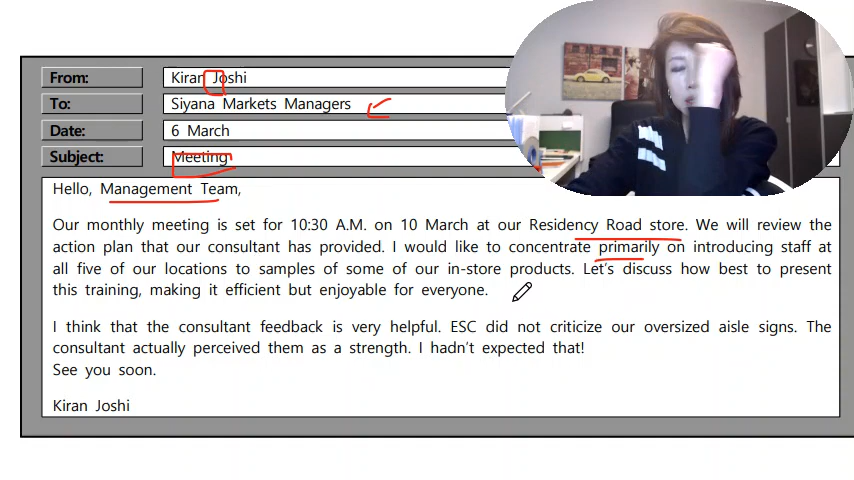 From: Kiran Joshi
To: Siyana Markets Managers
Date: 6 March
Subject: Meeting
Hello, Management Team,
Our monthly meeting is set for 10:30 A.M. on 10 March at our Residency Road store. We will review the
action plan that our consultant has provided. I would like to concentrate primarily on introducing staff at
all five of our locations to samples of some of our in-store products. Let's discuss how best to present
this training, making it efficient but enjoyable for everyone.
I think that the consultant feedback is very helpful. ESC did not criticize our oversized aisle signs. The
consultant actually perceived them as a strength. I hadn't expected that!
See you soon.
Kiran Joshi